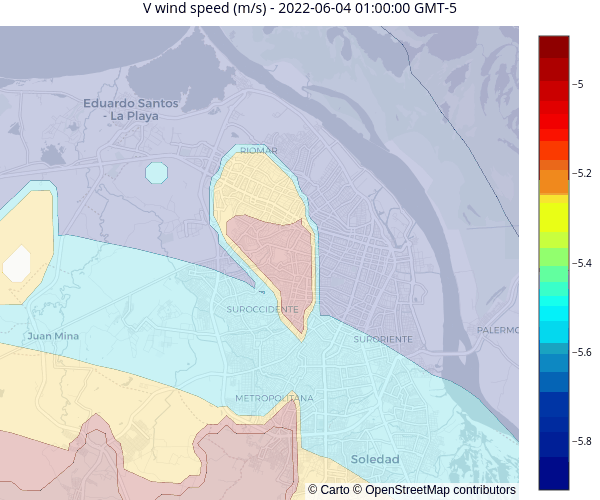 V wind speed (m/s) - 2022-06-04 01:00:00 GMT-5
Eduardo Santos
- La Playa
RIOMAR
−5
−5.2
−5.4
−5.6
−5.8
SUROCCIDENTE
SURORIENTE
PALERMO
Juan Mina
METROPOLITANA
Soledad
© Carto © OpenStreetMap contributors